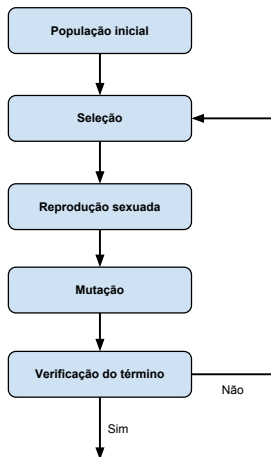 População inicial
Seleção
Reprodução sexuada
Mutação
Verificação do término
Não
Sim